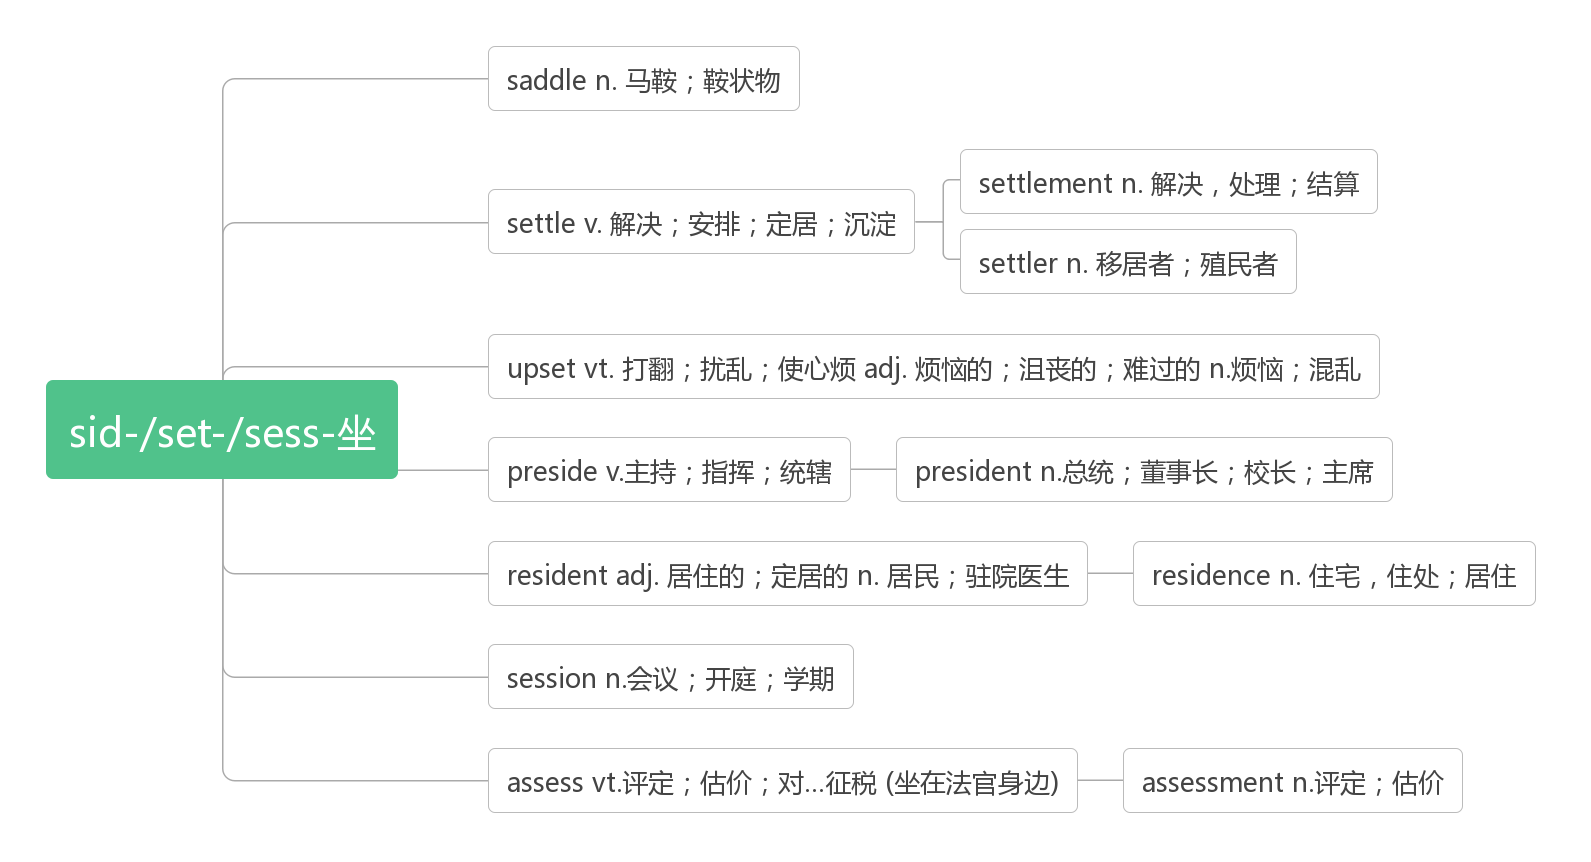 saddle n. 马鞍；鞍状物
settle v. 解决；安排；定居；沉淀
settlement n. 解决，处理；结算
settler n. 移居者；殖民者
upset vt. 打翻；扰乱；使心烦 adj. 烦恼的；沮丧的；难过的 n.烦恼；混乱
sid-/set-/sess-坐
preside v.主持；指挥；统辖
president n.总统；董事长；校长；主席
resident adj. 居住的；定居的 n. 居民；驻院医生
residence n. 住宅，住处；居住
session n.会议；开庭；学期
assess vt.评定；估价；对...征税 (坐在法官身边)
assessment n.评定；估价